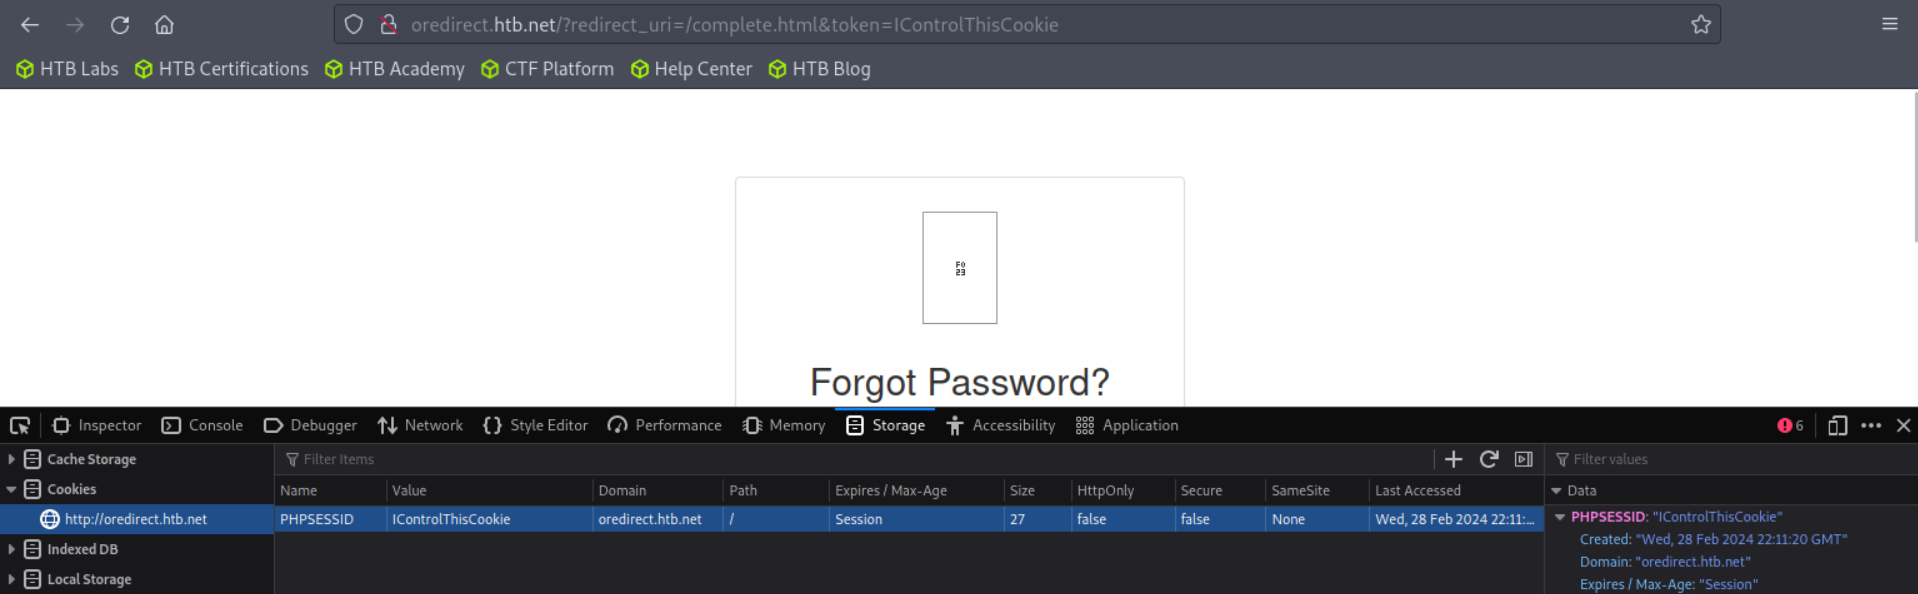 oredirect.htb.net/?redirect_uri=/complete.html&token=IControlThisCookie
HTB Labs HTB Certifications HTB Academy CTF Platform Help Center HTB Blog
F0
23
Forgot Password?
Inspector Console Debugger Network Style Editor Performance Memory Storage Accessibility Application 6
Cache Storage Filter Items Filter values
Cookies Name Value Domain Path Expires / Max-Age Size HttpOnly Secure SameSite Last Accessed Data
http://oredirect.htb.net PHPSESSID IControlThisCookie oredirect.htb.net / Session 27 false false None Wed, 28 Feb 2024 22:11:... PHPSESSID: "IControlThisCookie"
Created: "Wed, 28 Feb 2024 22:11:20 GMT"
Indexed DB Domain: "oredirect.htb.net"
Local Storage Expires / Max-Age: "Session"